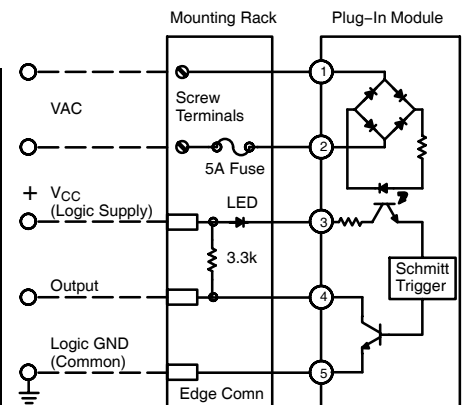 Mounting Rack
Plug–In Module
1
Screw
Terminals
VAC
2
5A Fuse
+ VCC
(Logic Supply)
LED
3
3.3k
Schmitt
Trigger
Output
4
Logic GND
(Common)
5
Edge Comn